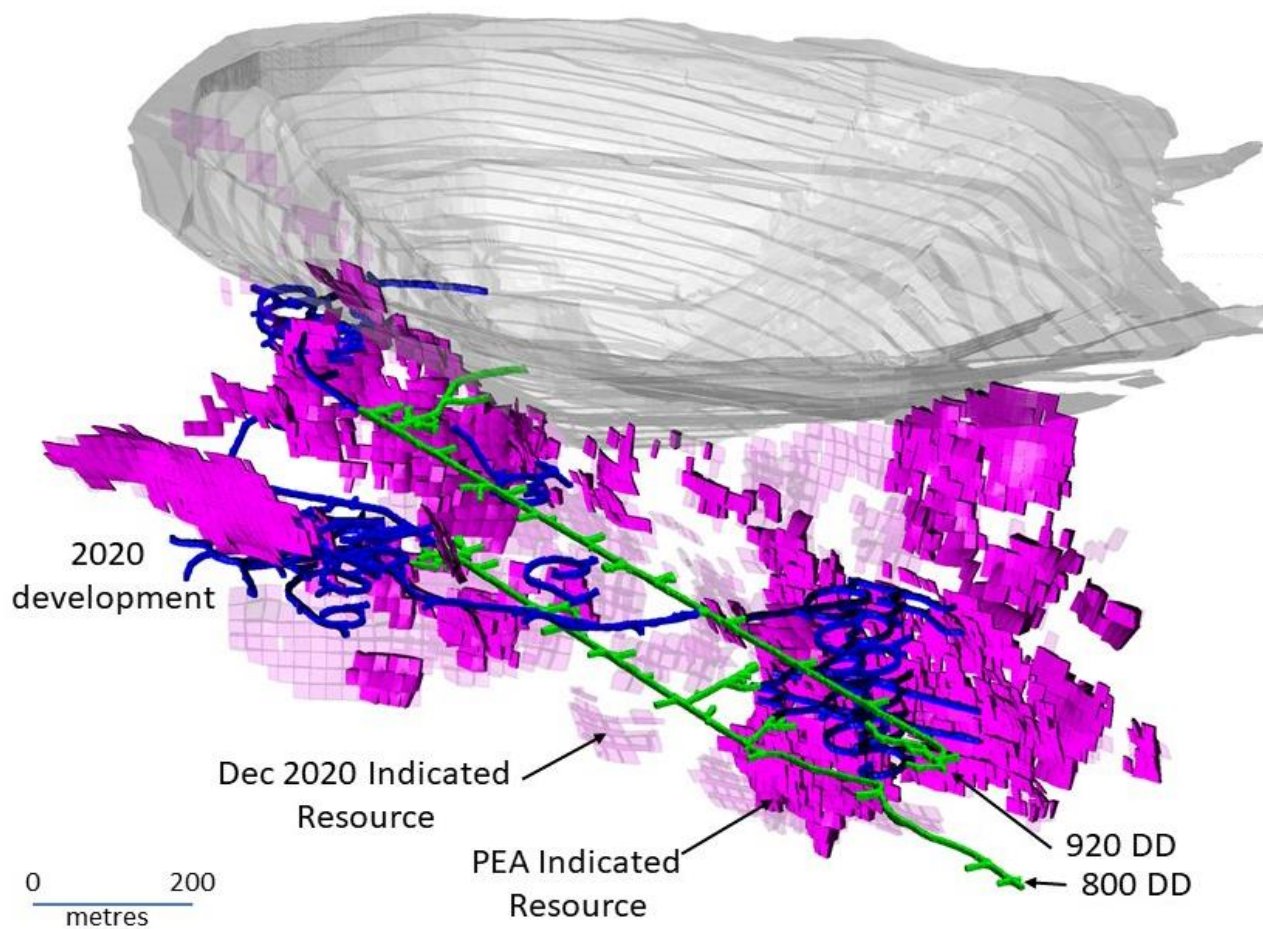 2020
development
Dec 2020 Indicated
Resource
PEA Indicated
Resource
920 DD
800 DD
0 200
metres